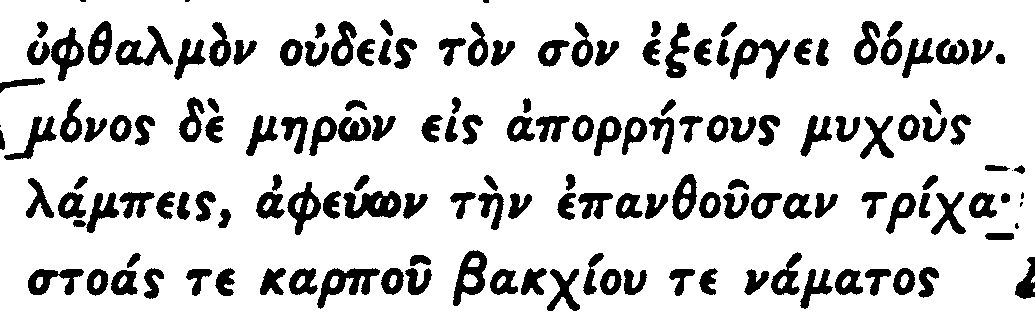 ὀφθαλμὸν οὐδεὶς τὸν σὸν ἐξείργει δόμων.
μόνος δὲ μηρῶν εἰς ἀπορρήτους μυχοὺς
λάμπεις, ἀφεύων τὴν ἐπανθοῦσαν τρίχα·
στοάς τε καρποῦ βακχίου τε νάματος